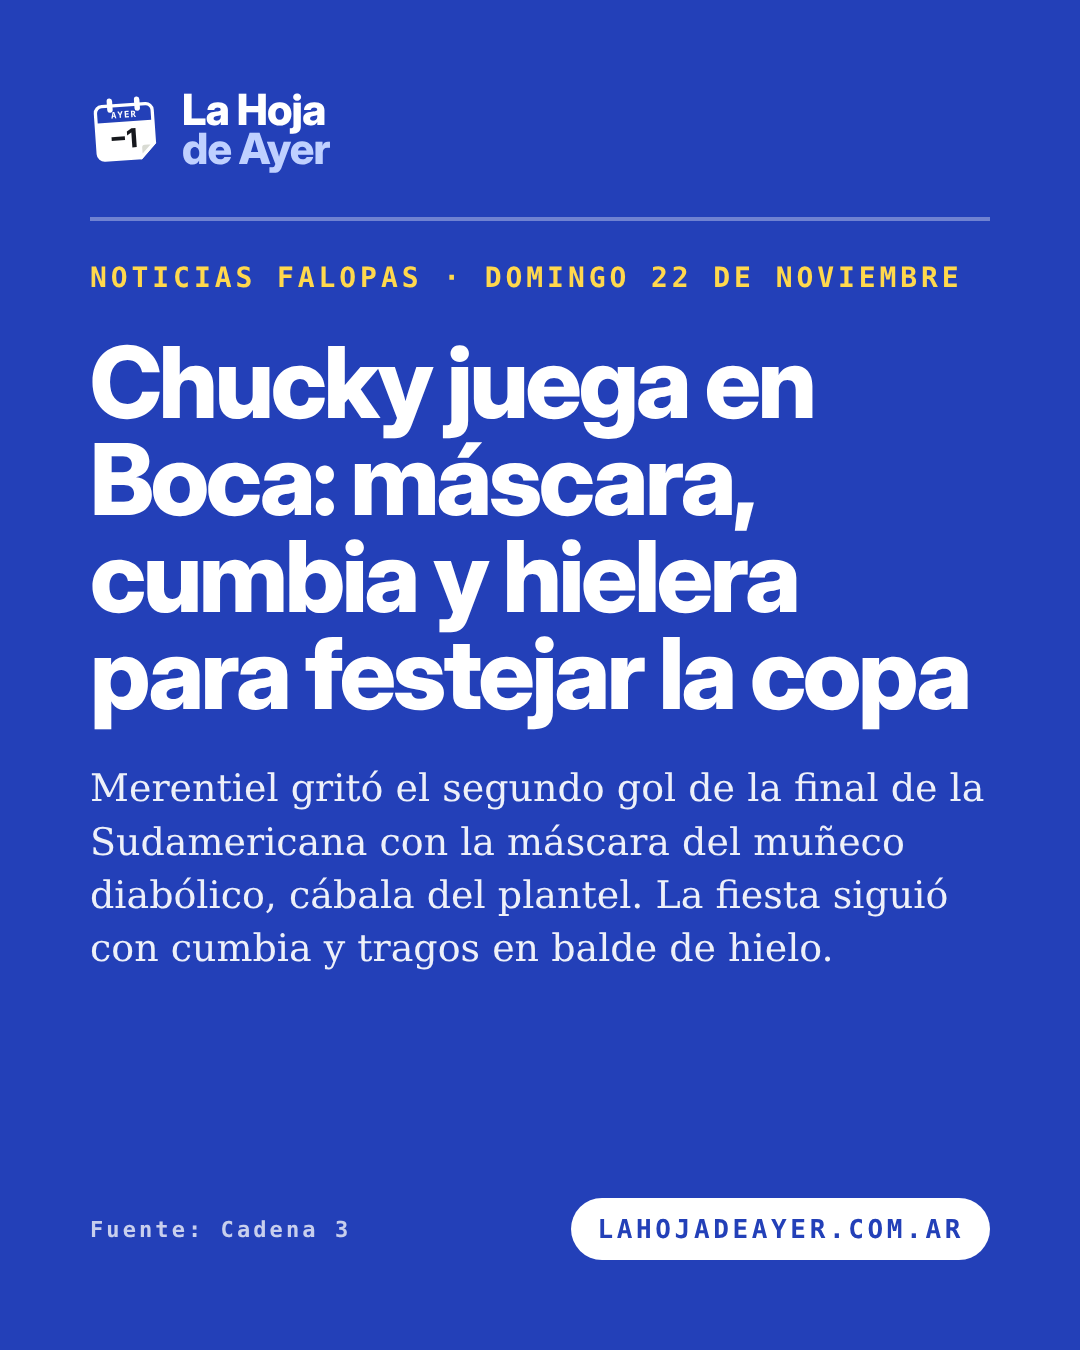 AYER
–1
La Hoja
de Ayer
NOTICIAS FALOPAS · DOMINGO 22 DE NOVIEMBRE
Chucky juega en
Boca: máscara,
cumbia y hielera
para festejar la copa
Merentiel gritó el segundo gol de la final de la
Sudamericana con la máscara del muñeco
diabólico, cábala del plantel. La fiesta siguió
con cumbia y tragos en balde de hielo.
Fuente: Cadena 3
LAHOJADEAYER.COM.AR